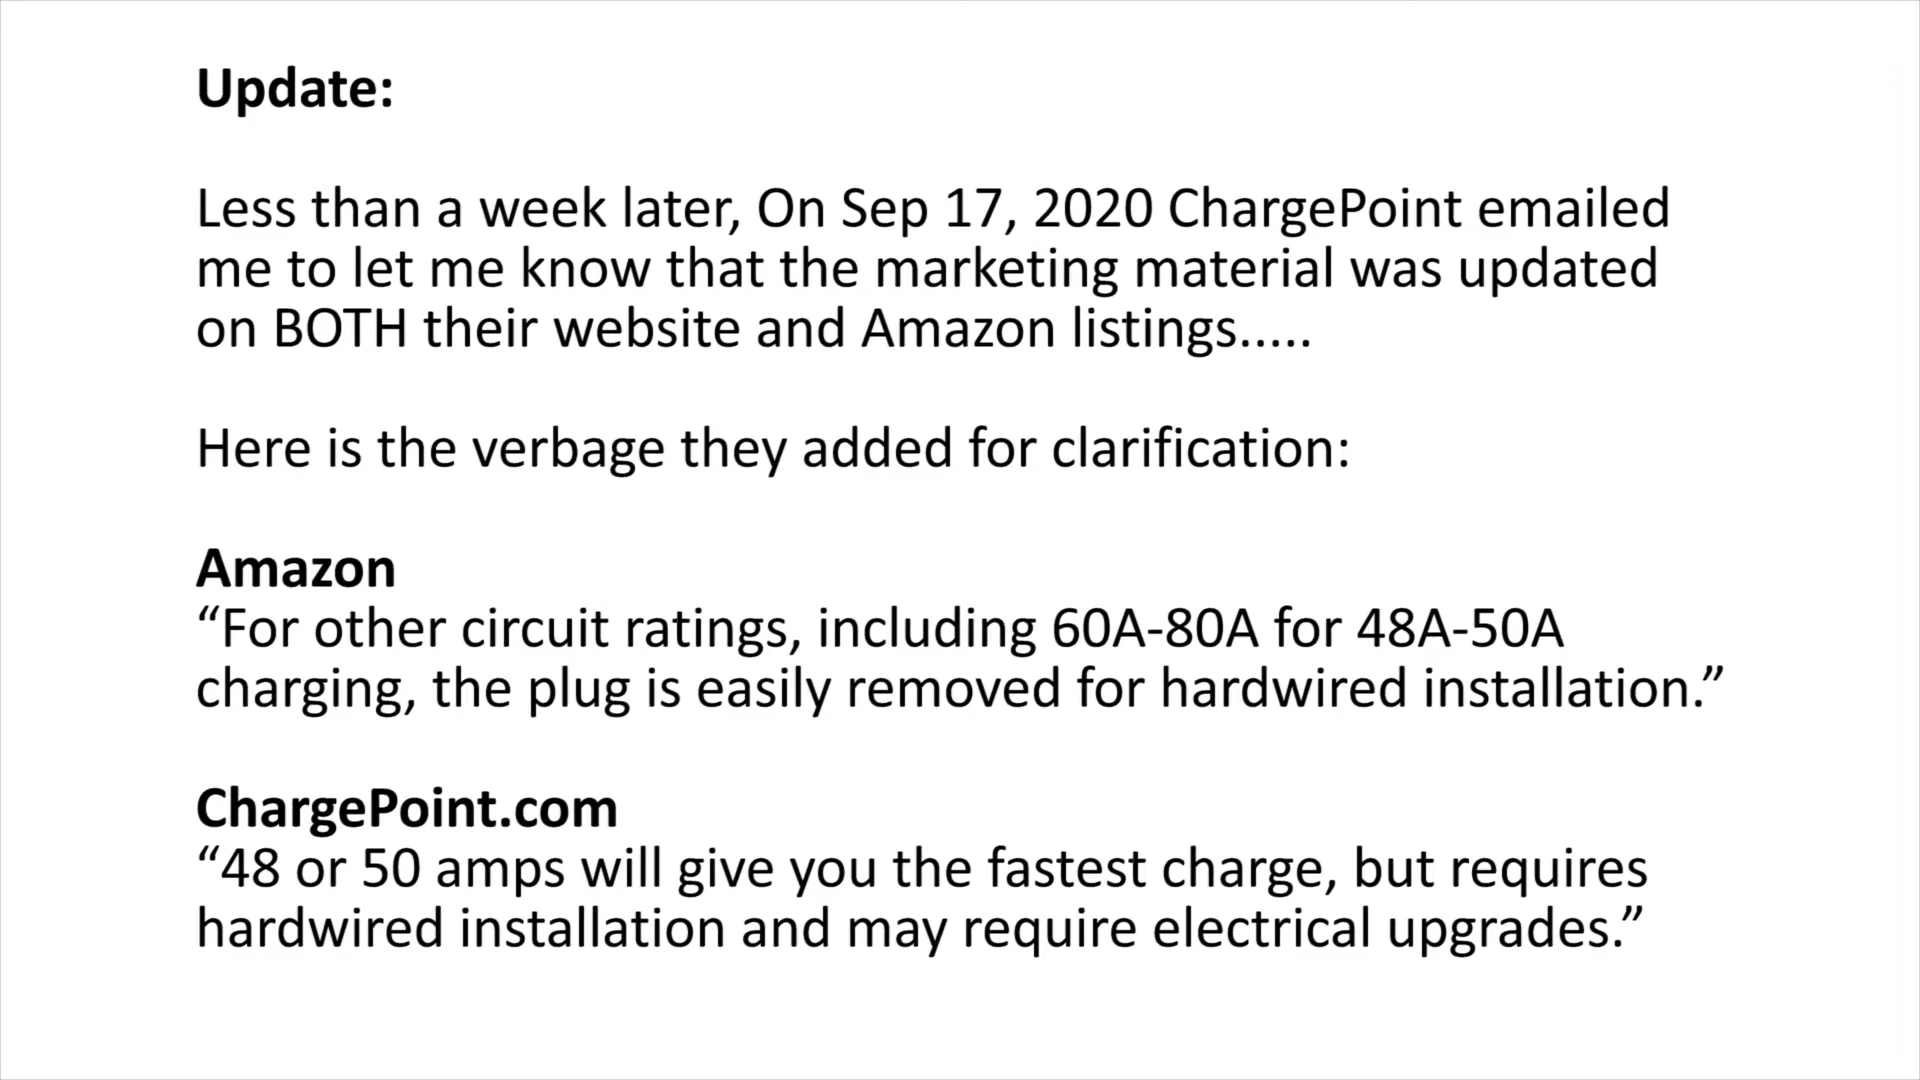 Update:
Less than a week later, On Sep 17, 2020 ChargePoint emailed
me to let me know that the marketing material was updated
on BOTH their website and Amazon listings.....
Here is the verbage they added for clarification:
Amazon
“For other circuit ratings, including 60A-80A for 48A-50A
charging, the plug is easily removed for hardwired installation.”
ChargePoint.com
“48 or 50 amps will give you the fastest charge, but requires
hardwired installation and may require electrical upgrades.”